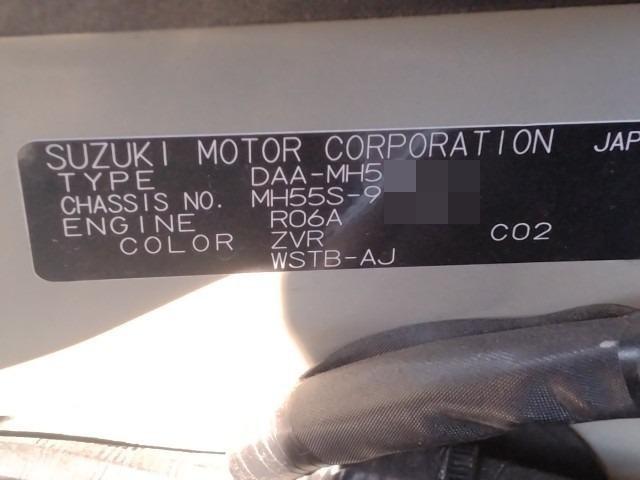 SUZUKI MOTOR CORPORATION JAP
TYPE DAA-MH5
CHASSIS NO. MH55S-9
ENGINE R06A
COLOR ZVR C02
WSTB-AJ